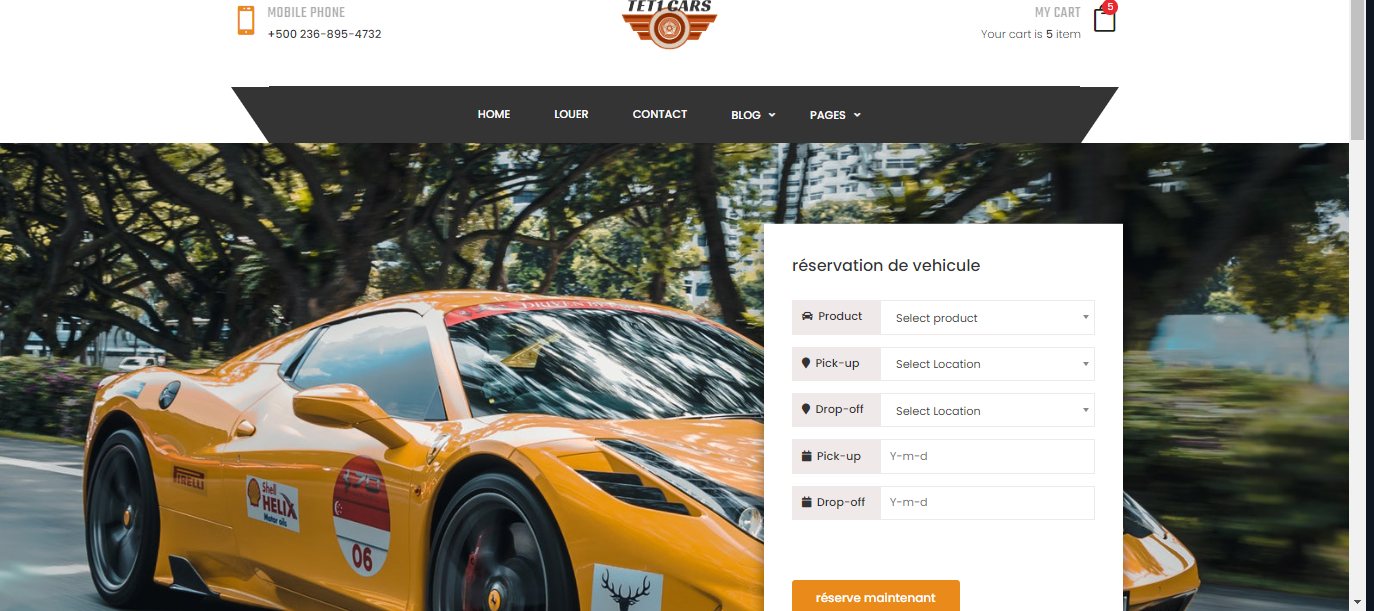 MOBILE PHONE
+500 236-895-4732
TET1 CARS
MY CART
5
Your cart is 5 item
HOME
LOUER
CONTACT
BLOG
PAGES
réservation de vehicule
Product
Select product
Pick-up
Select Location
Drop-off
Select Location
Pick-up
Y-m-d
Drop-off
Y-m-d
réserve maintenant
DRIVEN
PIRELLI
Shell
HELIX
Motor oils
06